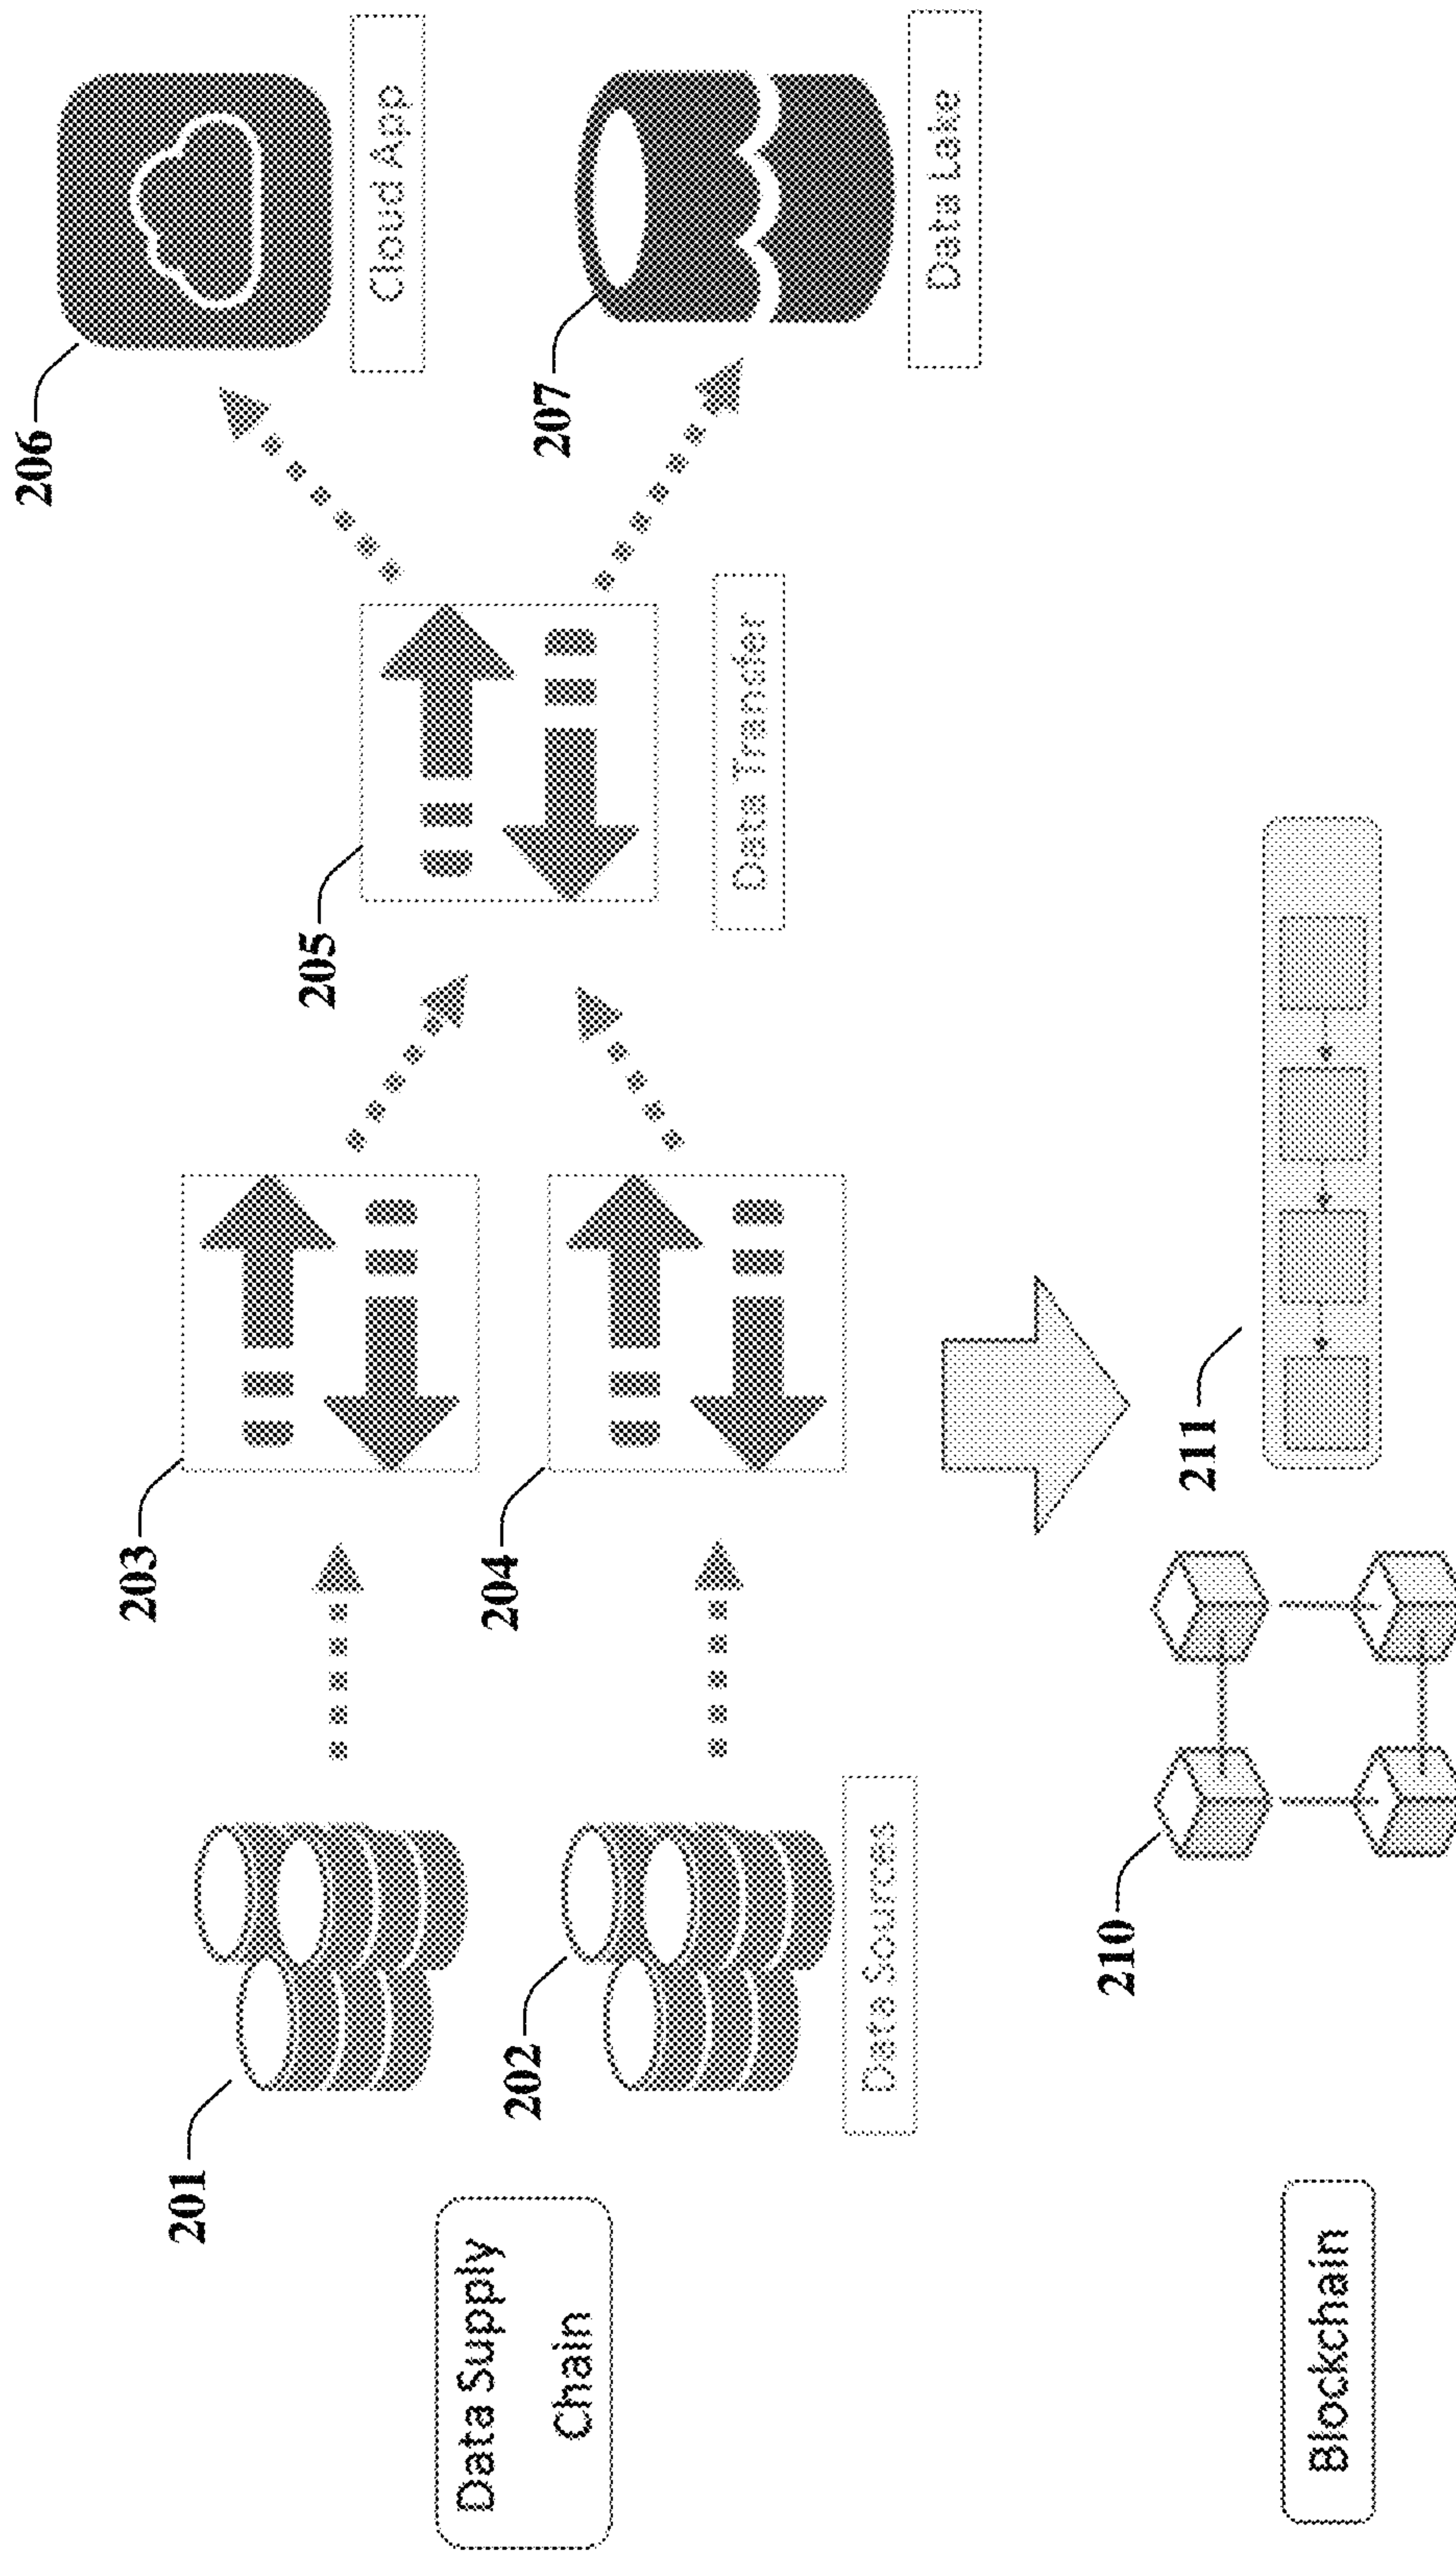 206
203
201
205
Cloud App
Data Supply
Chain
204
202
207
Data Transfer
Data Sources
Data Lake
210
211
Blockchain